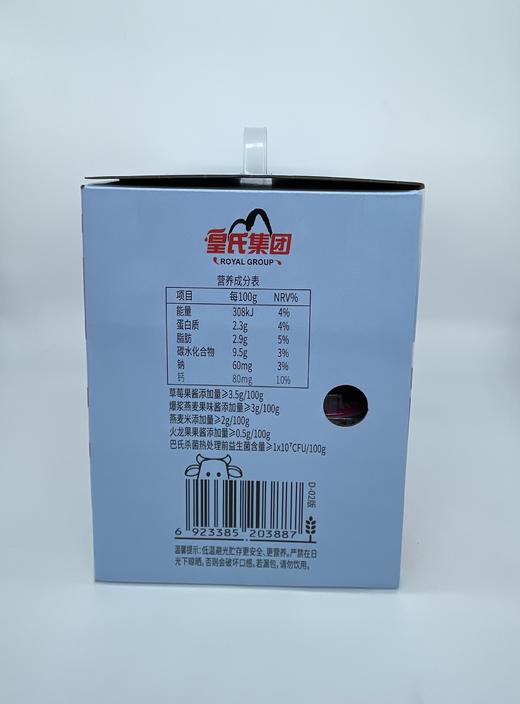 皇氏集团
ROYAL GROUP
营养成分表
项目 每100g NRV%
能量 308kJ 4%
蛋白质 2.3g 4%
脂肪 2.9g 5%
碳水化合物 9.5g 3%
钠 60mg 3%
钙 80mg 10%
草莓果酱添加量≥3.5g/100g
爆浆燕麦果味酱添加量≥3g/100g
燕麦米添加量≥2g/100g
火龙果果酱添加量≥0.5g/100g
巴氏杀菌热处理前益生菌含量≥1x10⁷CFU/100g
D-02版
6 923385 203887
温馨提示:低温避光贮存更安全、更营养。严禁在日
光下晾晒。否则会破坏口感。若漏包，请勿饮用。